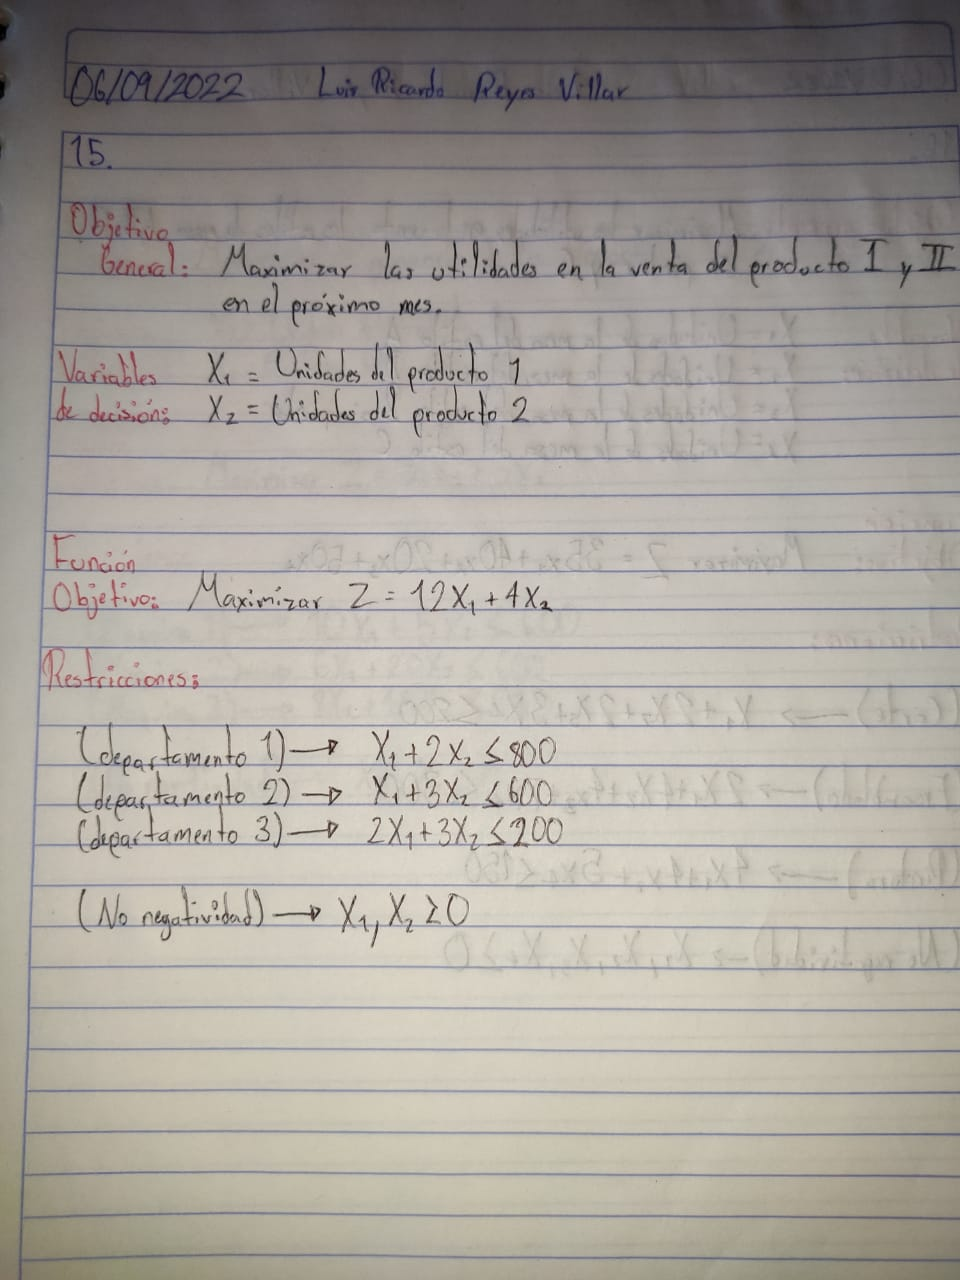 06/09/2022 Luis Ricardo Reyes Villar
15.
Objetivo
General: Maximizar las utilidades en la venta del producto I y II
en el próximo mes.
Variables X₁ = Unidades del producto 1
de decisión: X₂ = Unidades del producto 2
Función
Objetivo: Maximizar Z = 12X₁ + 4X₂
Restricciones:
(departamento 1) → X₁ + 2X₂ ≤ 800
(departamento 2) → X₁ + 3X₂ ≤ 600
(departamento 3) → 2X₁ + 3X₂ ≤ 200
(No negatividad) → X₁, X₂ ≥ 0